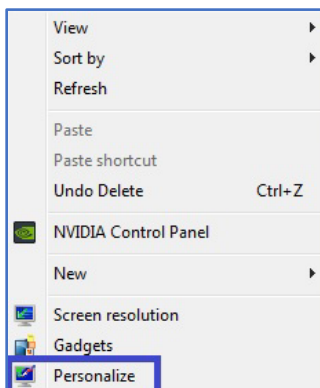 View
Sort by
Refresh
Paste
Paste shortcut
Undo Delete Ctrl+Z
NVIDIA Control Panel
New
Screen resolution
Gadgets
Personalize